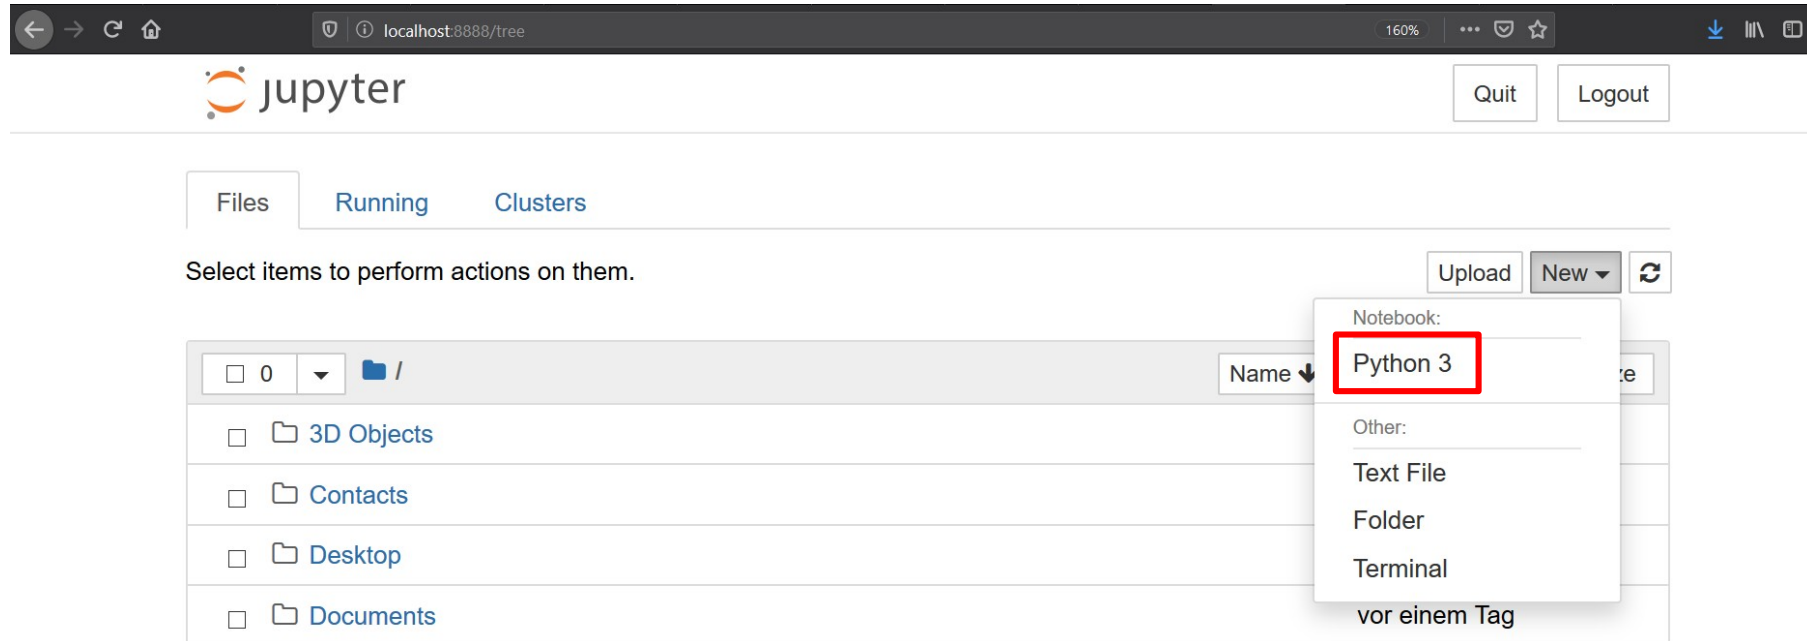 localhost:8888/tree
160%
jupyter
Quit
Logout
Files
Running
Clusters
Select items to perform actions on them.
Upload
New
Notebook:
Python 3
Other:
Text File
Folder
Terminal
0
/
Name
ze
3D Objects
Contacts
Desktop
Documents
vor einem Tag